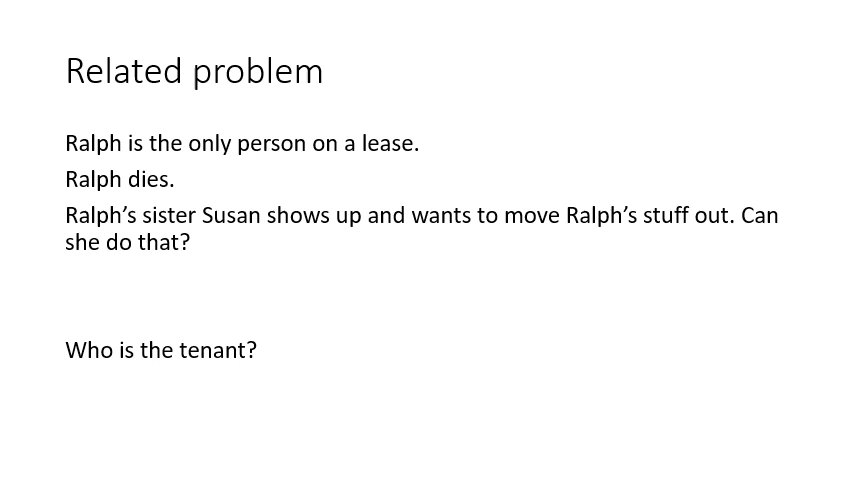 Related problem
Ralph is the only person on a lease.
Ralph dies.
Ralph’s sister Susan shows up and wants to move Ralph’s stuff out. Can
she do that?
Who is the tenant?